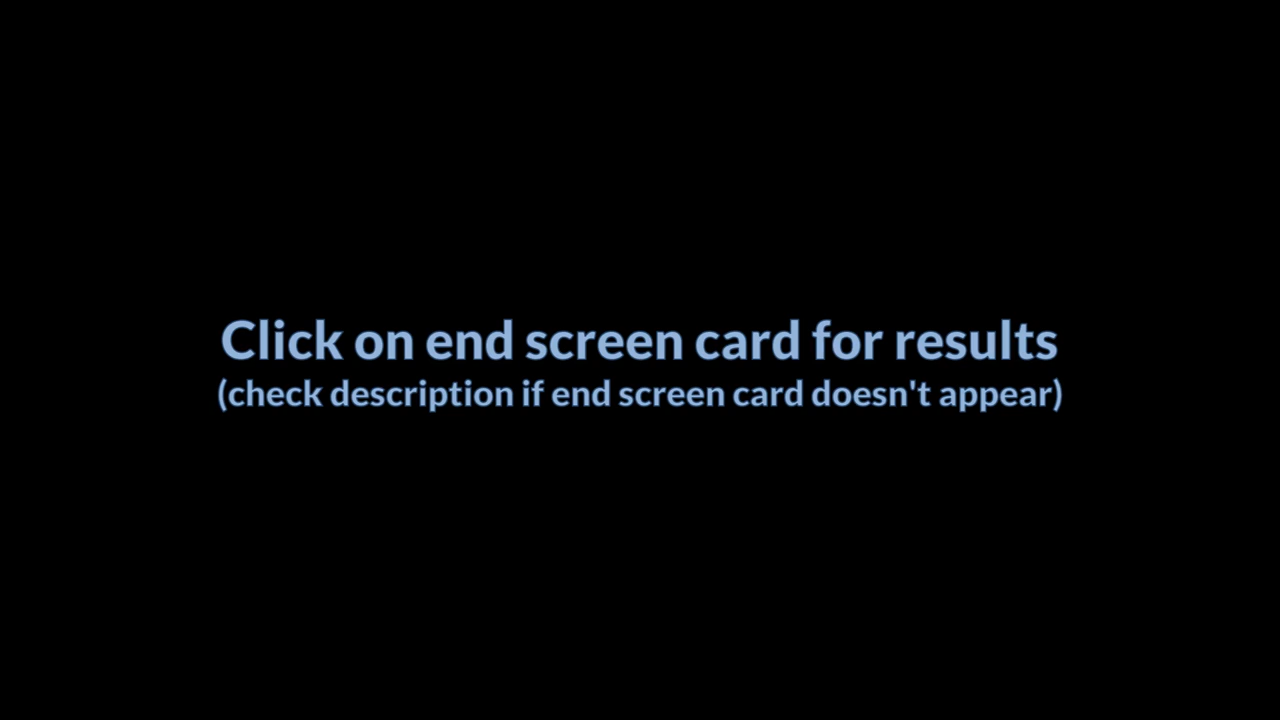 Click on end screen card for results
(check description if end screen card doesn't appear)